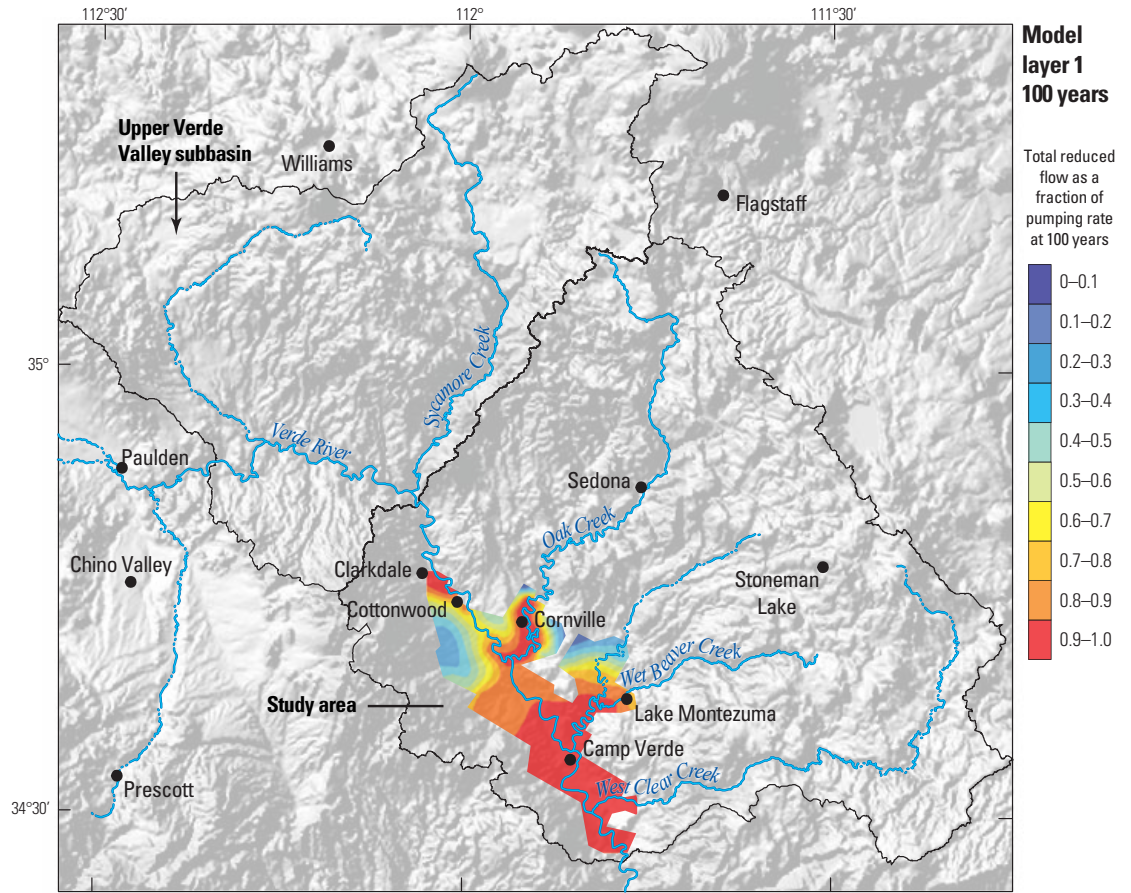 112°30'
112°
111°30'
Model
layer 1
100 years
Upper Verde
Valley subbasin
Williams
Total reduced
flow as a
fraction of
pumping rate
at 100 years
Flagstaff
0–0.1
0.1–0.2
0.2–0.3
0.3–0.4
0.4–0.5
0.5–0.6
0.6–0.7
0.7–0.8
0.8–0.9
0.9–1.0
35°
Sycamore Creek
Verde River
Paulden
Sedona
Oak Creek
Chino Valley
Clarkdale
Stoneman
Lake
Cottonwood
Cornville
Wet Beaver Creek
Study area
Lake Montezuma
Camp Verde
West Clear Creek
Prescott
34°30'